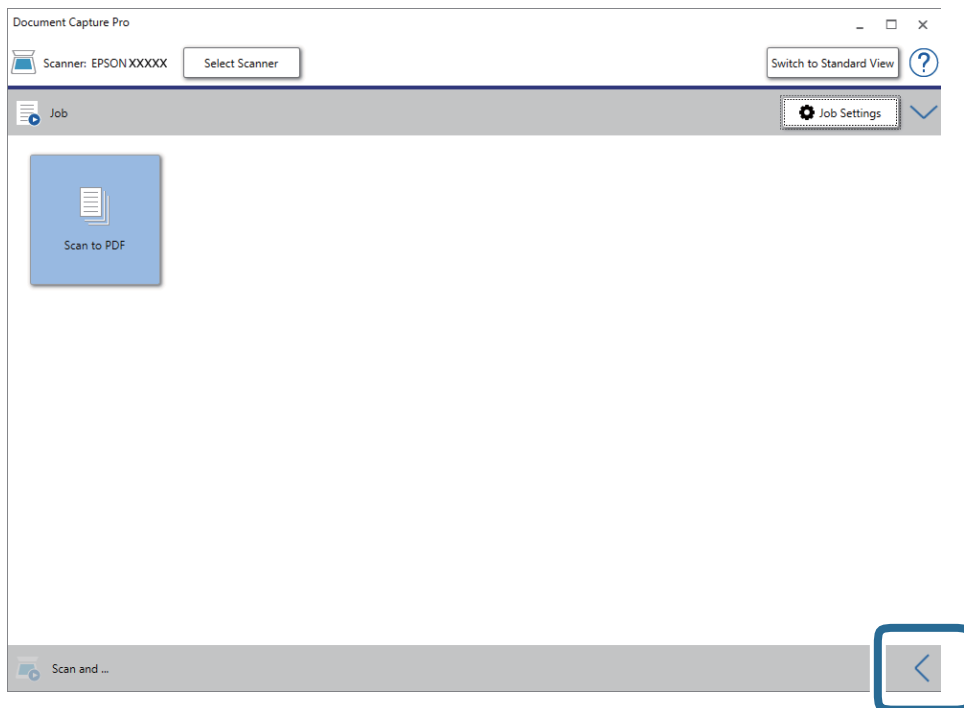 Document Capture Pro
Scanner: EPSON XXXXX Select Scanner Switch to Standard View ?
Job Job Settings
Scan to PDF
Scan and ...